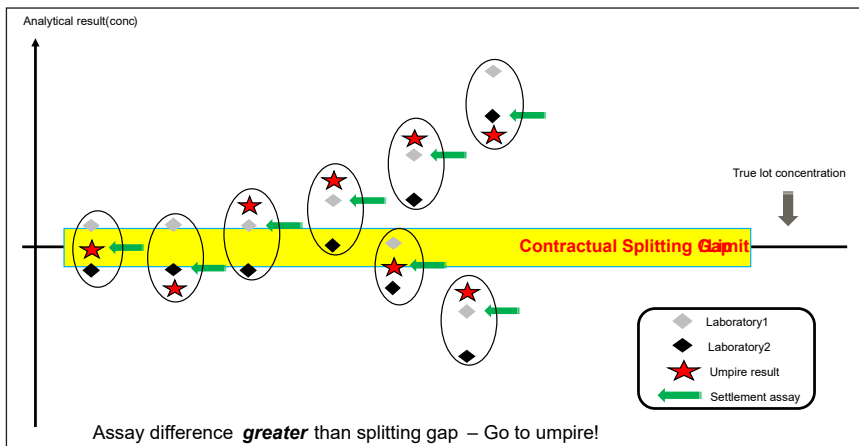 Analytical result(conc)
True lot concentration
Contractual Splitting Limit
Laboratory1
Laboratory2
Umpire result
Settlement assay
Assay difference greater than splitting gap – Go to umpire!